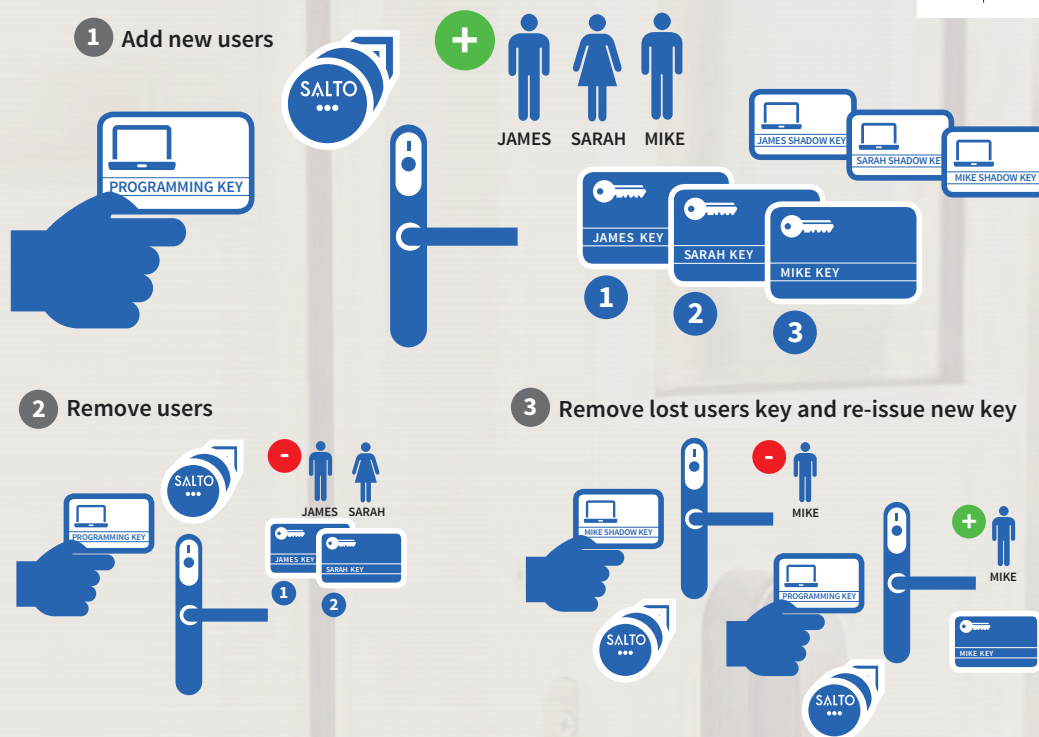 1 Add new users
SALTO
+
JAMES SARAH MIKE
PROGRAMMING KEY
JAMES SHADOW KEY
SARAH SHADOW KE
MIKE SHADOW KEY
JAMES KEY
SARAH KEY
MIKE KEY
1
2
3
2 Remove users
SALTO
-
JAMES SARAH
PROGRAMMING KEY
JAMES KEY
SARAH KEY
1
2
3 Remove lost users key and re-issue new key
-
MIKE
MIKE SHADOW KEY
SALTO
+
MIKE
PROGRAMMING KEY
MIKE KEY
SALTO